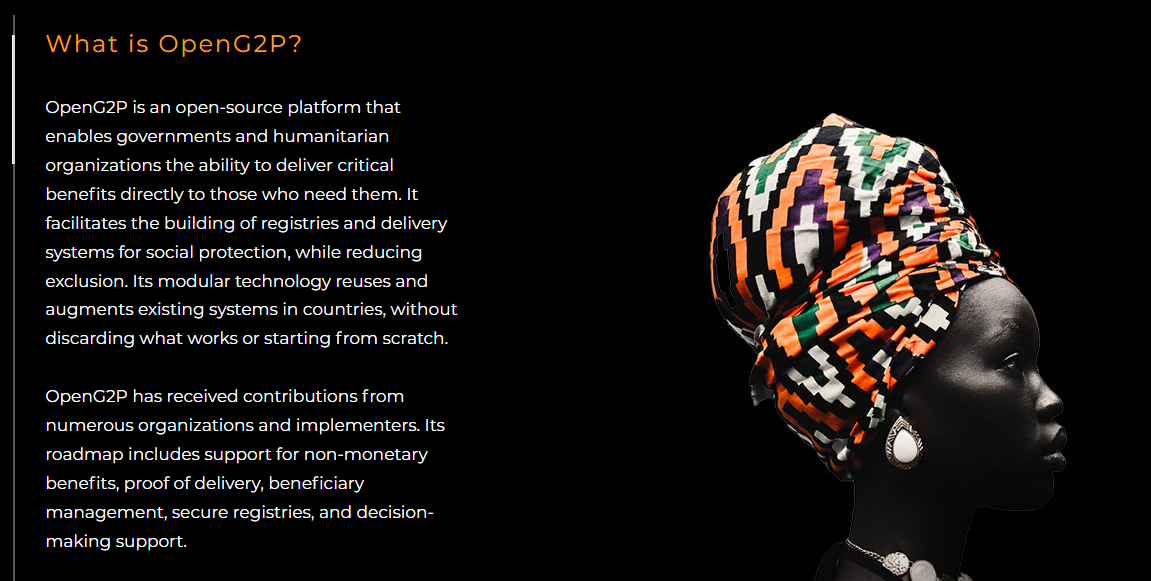 What is OpenG2P?
OpenG2P is an open-source platform that
enables governments and humanitarian
organizations the ability to deliver critical
benefits directly to those who need them. It
facilitates the building of registries and delivery
systems for social protection, while reducing
exclusion. Its modular technology reuses and
augments existing systems in countries, without
discarding what works or starting from scratch.
OpenG2P has received contributions from
numerous organizations and implementers. Its
roadmap includes support for non-monetary
benefits, proof of delivery, beneficiary
management, secure registries, and decision-
making support.